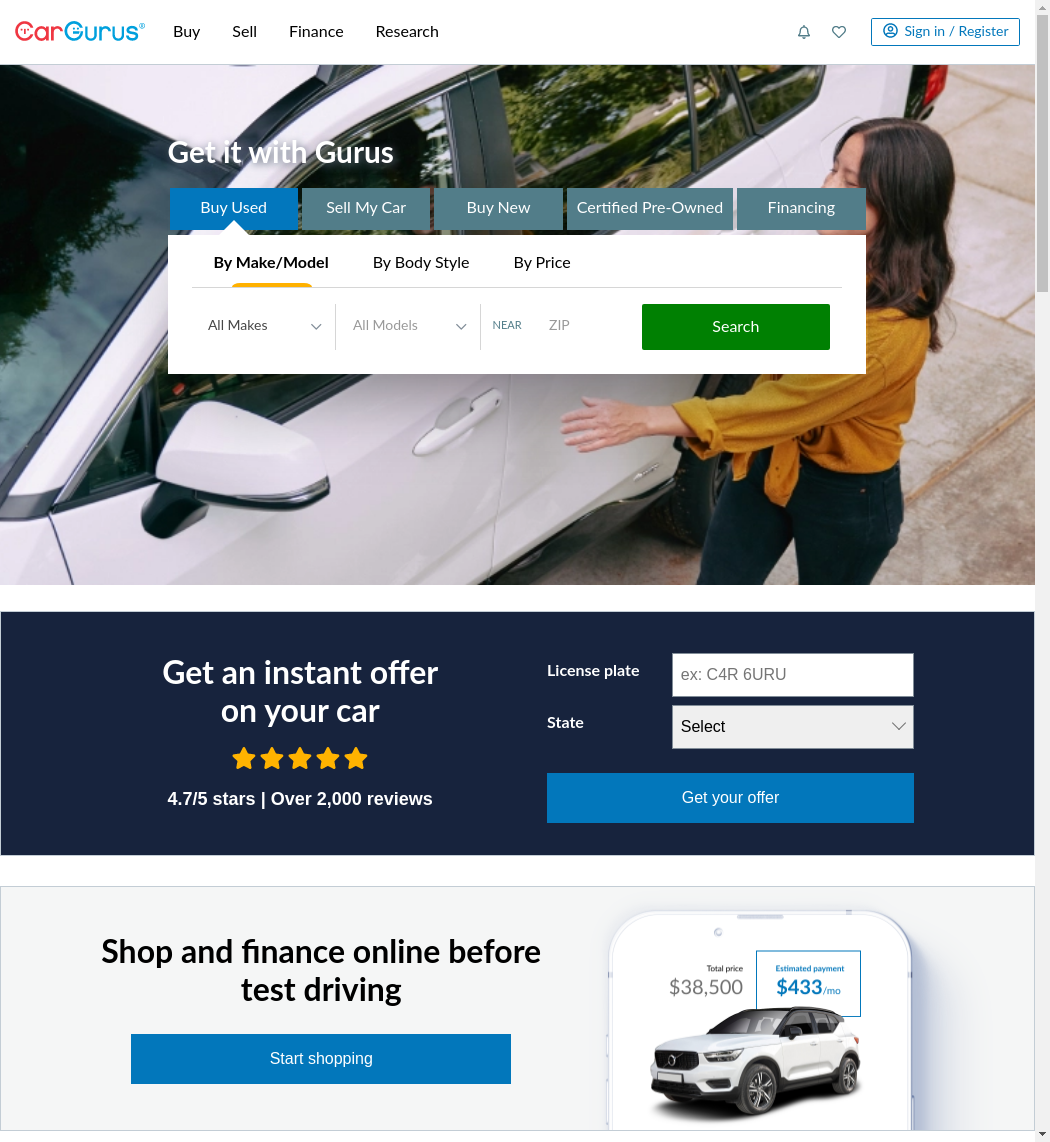 CarGurus®
Buy
Sell
Finance
Research
Sign in / Register
Get it with Gurus
Buy Used
Sell My Car
Buy New
Certified Pre-Owned
Financing
By Make/Model
By Body Style
By Price
All Makes
All Models
NEAR
ZIP
Search
Get an instant offer
on your car
4.7/5 stars | Over 2,000 reviews
License plate
ex: C4R 6URU
State
Select
Get your offer
Shop and finance online before
test driving
Start shopping
Total price
$38,500
Estimated payment
$433/mo